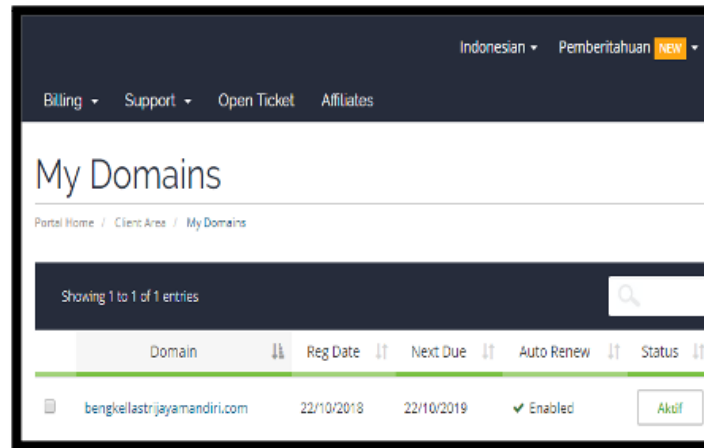 Indonesian Pemberitahuan NEW
Billing Support Open Ticket Affiliates
My Domains
Portal Home / Client Area / My Domains
Showing 1 to 1 of 1 entries
Domain Reg Date Next Due Auto Renew Status
bengkellastrijayamandiri.com 22/10/2018 22/10/2019 Enabled Aktif